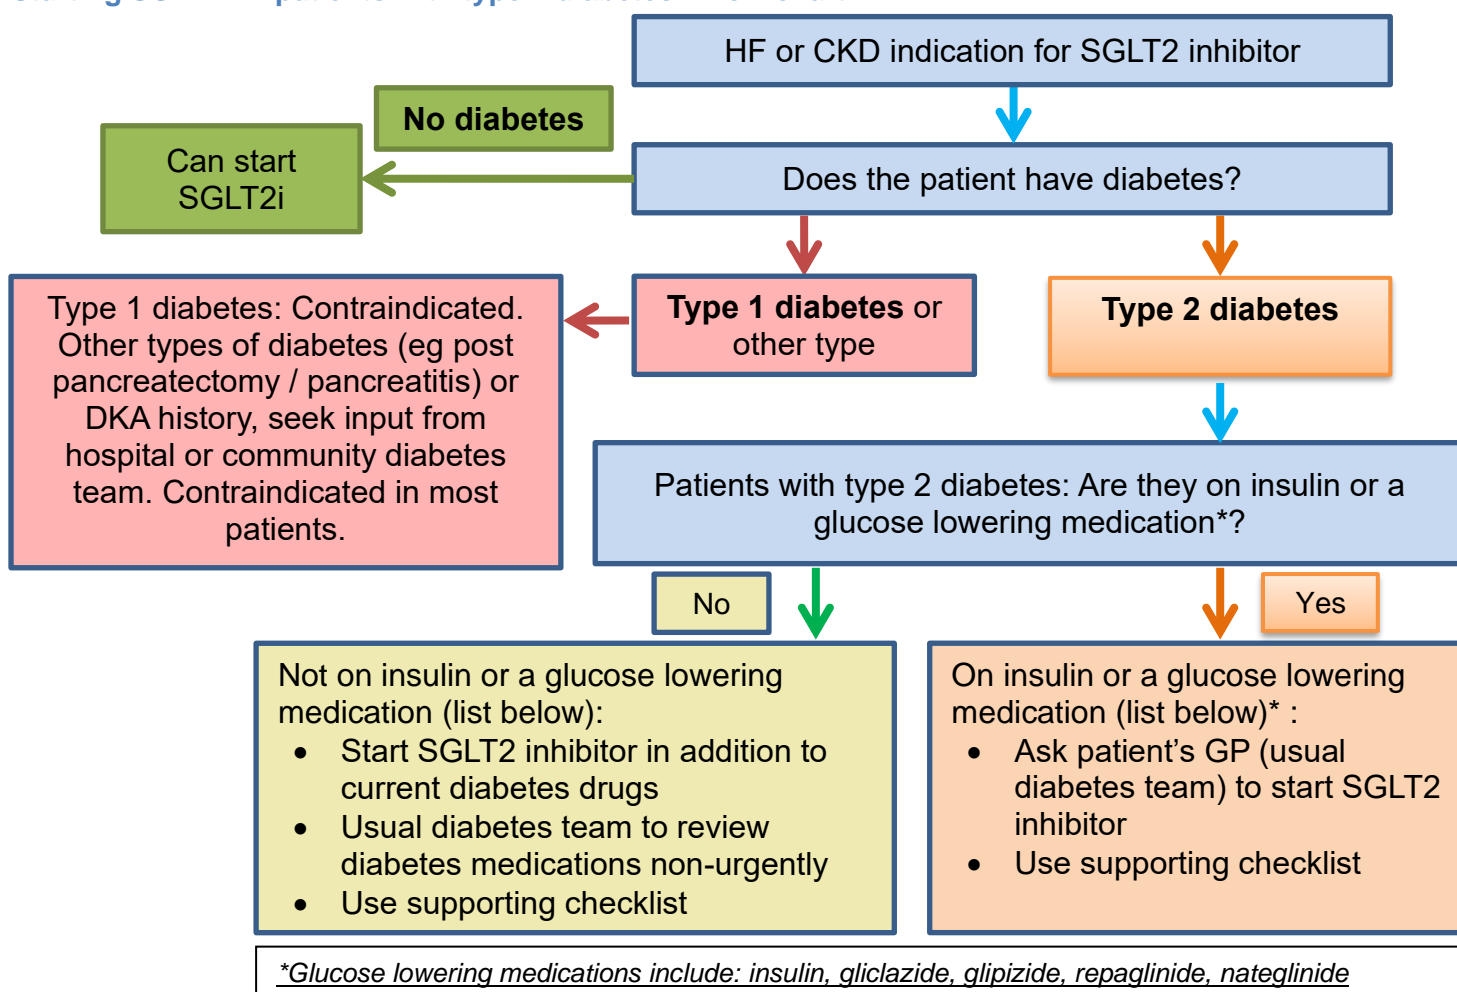 HF or CKD indication for SGLT2 inhibitor
No diabetes
Can start
SGLT2i
Does the patient have diabetes?
Type 1 diabetes: Contraindicated.
Other types of diabetes (eg post
pancreatectomy / pancreatitis) or
DKA history, seek input from
hospital or community diabetes
team. Contraindicated in most
patients.
Type 1 diabetes or
other type
Type 2 diabetes
Patients with type 2 diabetes: Are they on insulin or a
glucose lowering medication*?
No
Yes
Not on insulin or a glucose lowering
medication (list below):
• Start SGLT2 inhibitor in addition to
current diabetes drugs
• Usual diabetes team to review
diabetes medications non-urgently
• Use supporting checklist
On insulin or a glucose lowering
medication (list below)* :
• Ask patient's GP (usual
diabetes team) to start SGLT2
inhibitor
• Use supporting checklist
*Glucose lowering medications include: insulin, gliclazide, glipizide, repaglinide, nateglinide